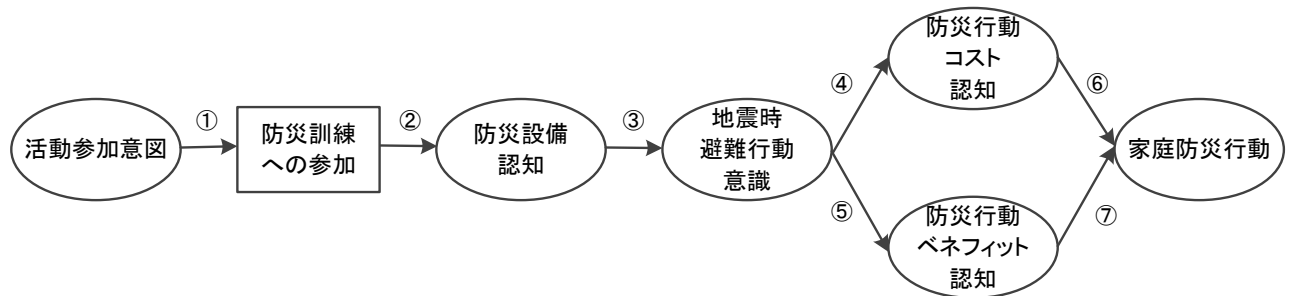 活動参加意図
①
防災訓練
への参加
②
防災設備
認知
③
地震時
避難行動
意識
④
防災行動
コスト
認知
⑤
防災行動
ベネフィット
認知
⑥
⑦
家庭防災行動